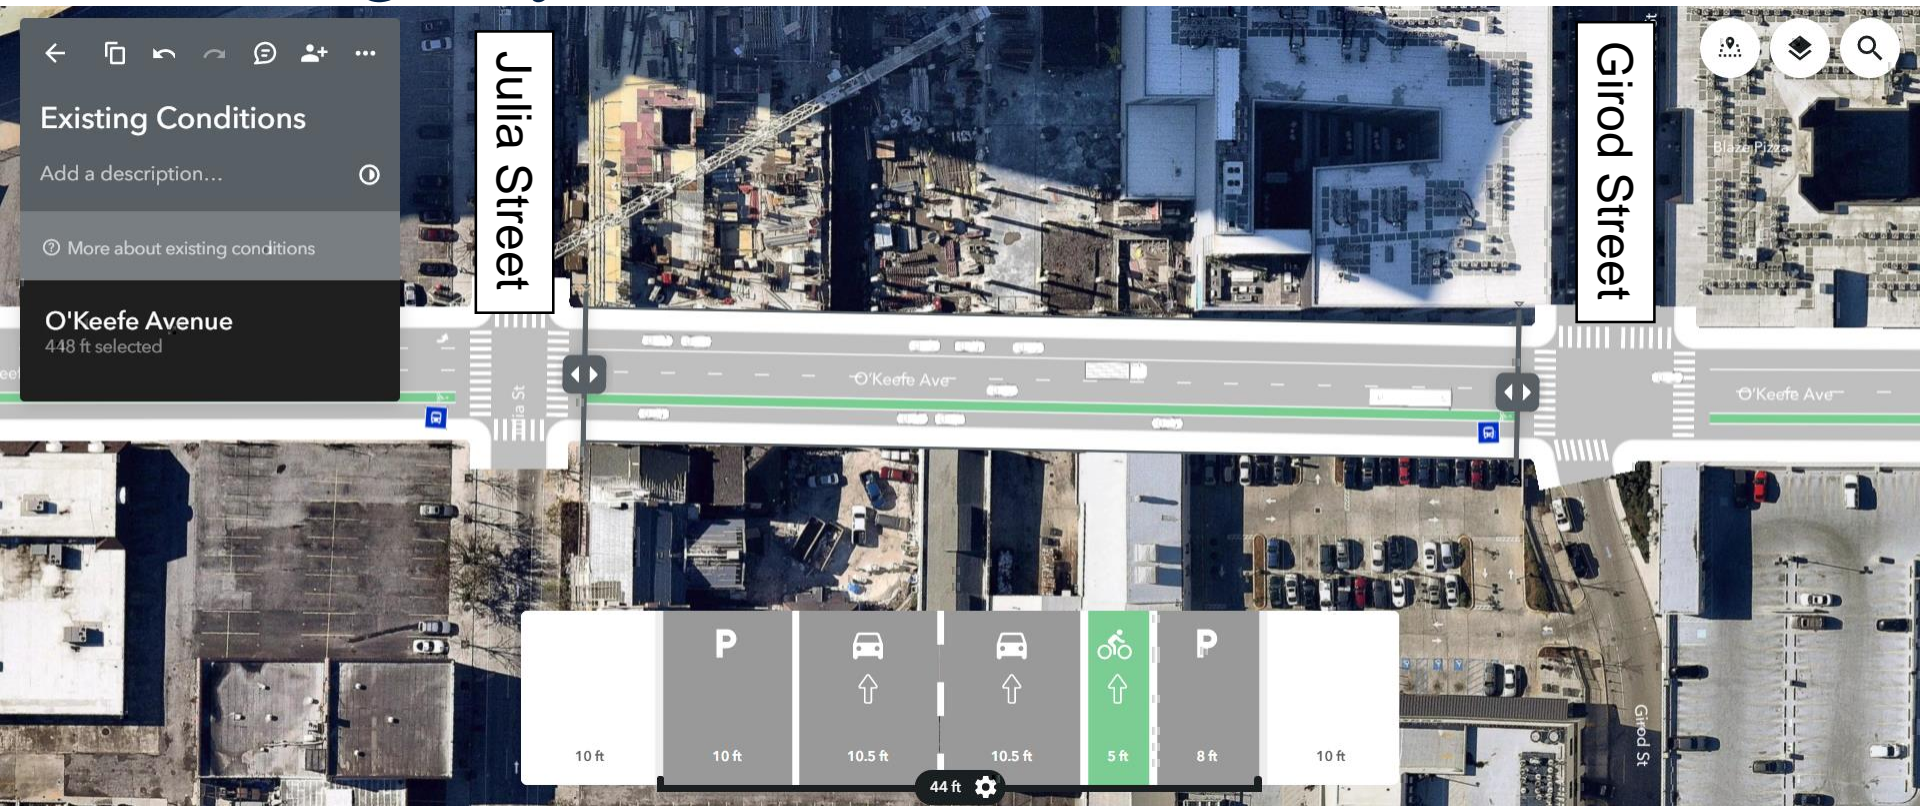 Existing Conditions
Add a description...
More about existing conditions
O'Keefe Avenue
448 ft selected
Julia Street
Girod Street
Blaze Pizza
O'Keefe Ave
O'Keefe Ave
Girod St
P
P
10 ft
10 ft
10.5 ft
10.5 ft
5 ft
8 ft
10 ft
44 ft